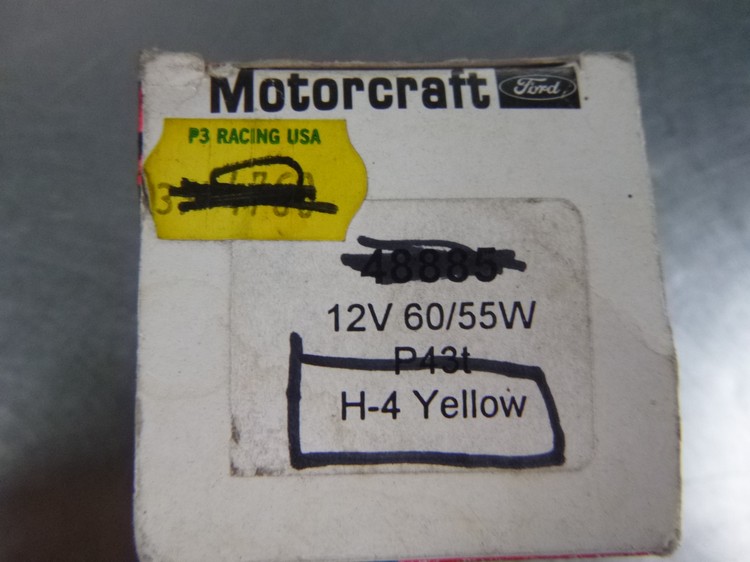 Motorcraft Ford
P3 RACING USA
48885
12V 60/55W
P43t
H-4 Yellow